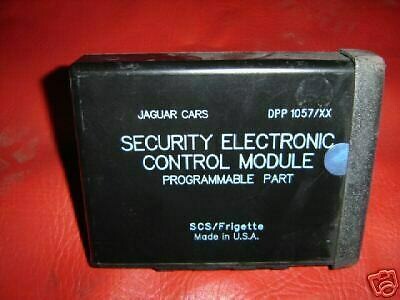 JAGUAR CARS DPP 1057/XX
SECURITY ELECTRONIC
CONTROL MODULE
PROGRAMMABLE PART
SCS/Frigette
Made in U.S.A.